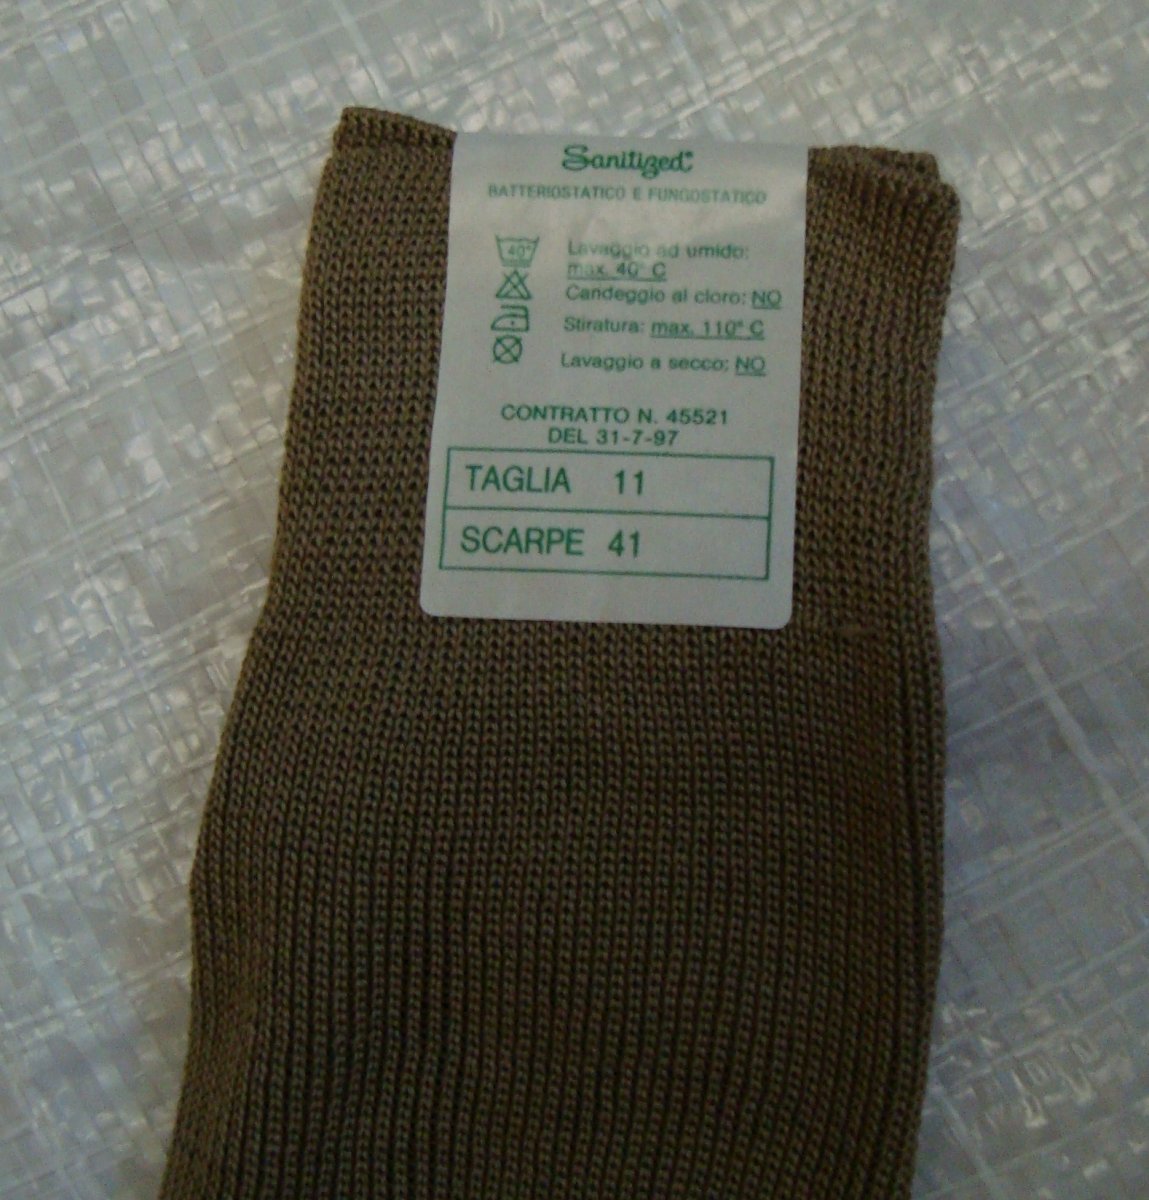 Sanitized®
BATTERIOSTATICO E FUNGOSTATICO
40°
Lavaggio ad umido:
max. 40° C
Candeggio al cloro: NO
Stiratura: max. 110° C
Lavaggio a secco: NO
CONTRATTO N. 45521
DEL 31-7-97
TAGLIA 11
SCARPE 41